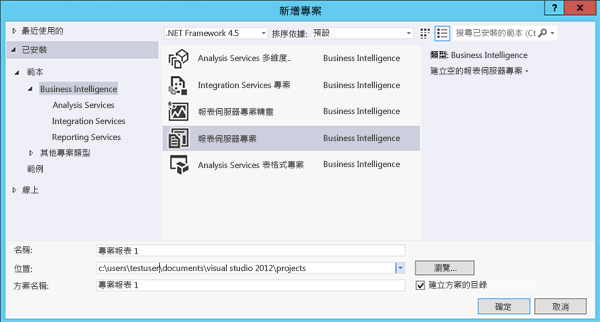 新增專案
最近使用的
已安裝
範本
Business Intelligence
Analysis Services
Integration Services
Reporting Services
其他專案類型
範例
線上
.NET Framework 4.5
排序依據: 預設
搜尋已安裝的範本 (Ct
Analysis Services 多維度.. Business Intelligence
Integration Services 專案 Business Intelligence
報表伺服器專案精靈 Business Intelligence
報表伺服器專案 Business Intelligence
Analysis Services 表格式專案 Business Intelligence
類型: Business Intelligence
建立空的報表伺服器專案。
名稱: 專案報表 1
位置: c:\users\testuser\documents\visual studio 2012\projects
瀏覽...
方案名稱: 專案報表 1
建立方案的目錄
確定 取消